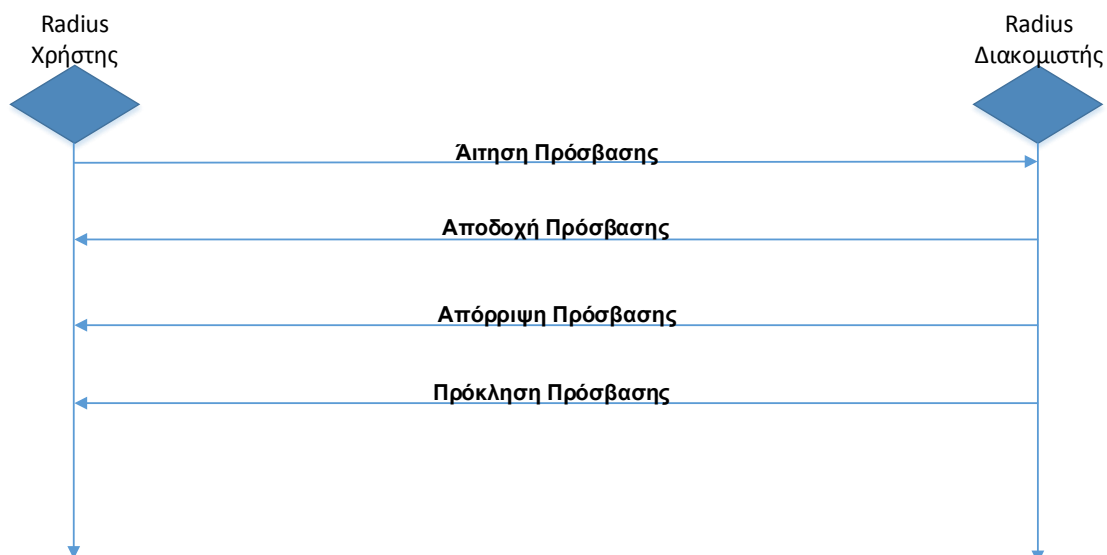 Radius
Χρήστης
Radius
Διακομιστής
Άιτηση Πρόσβασης
Αποδοχή Πρόσβασης
Απόρριψη Πρόσβασης
Πρόκληση Πρόσβασης